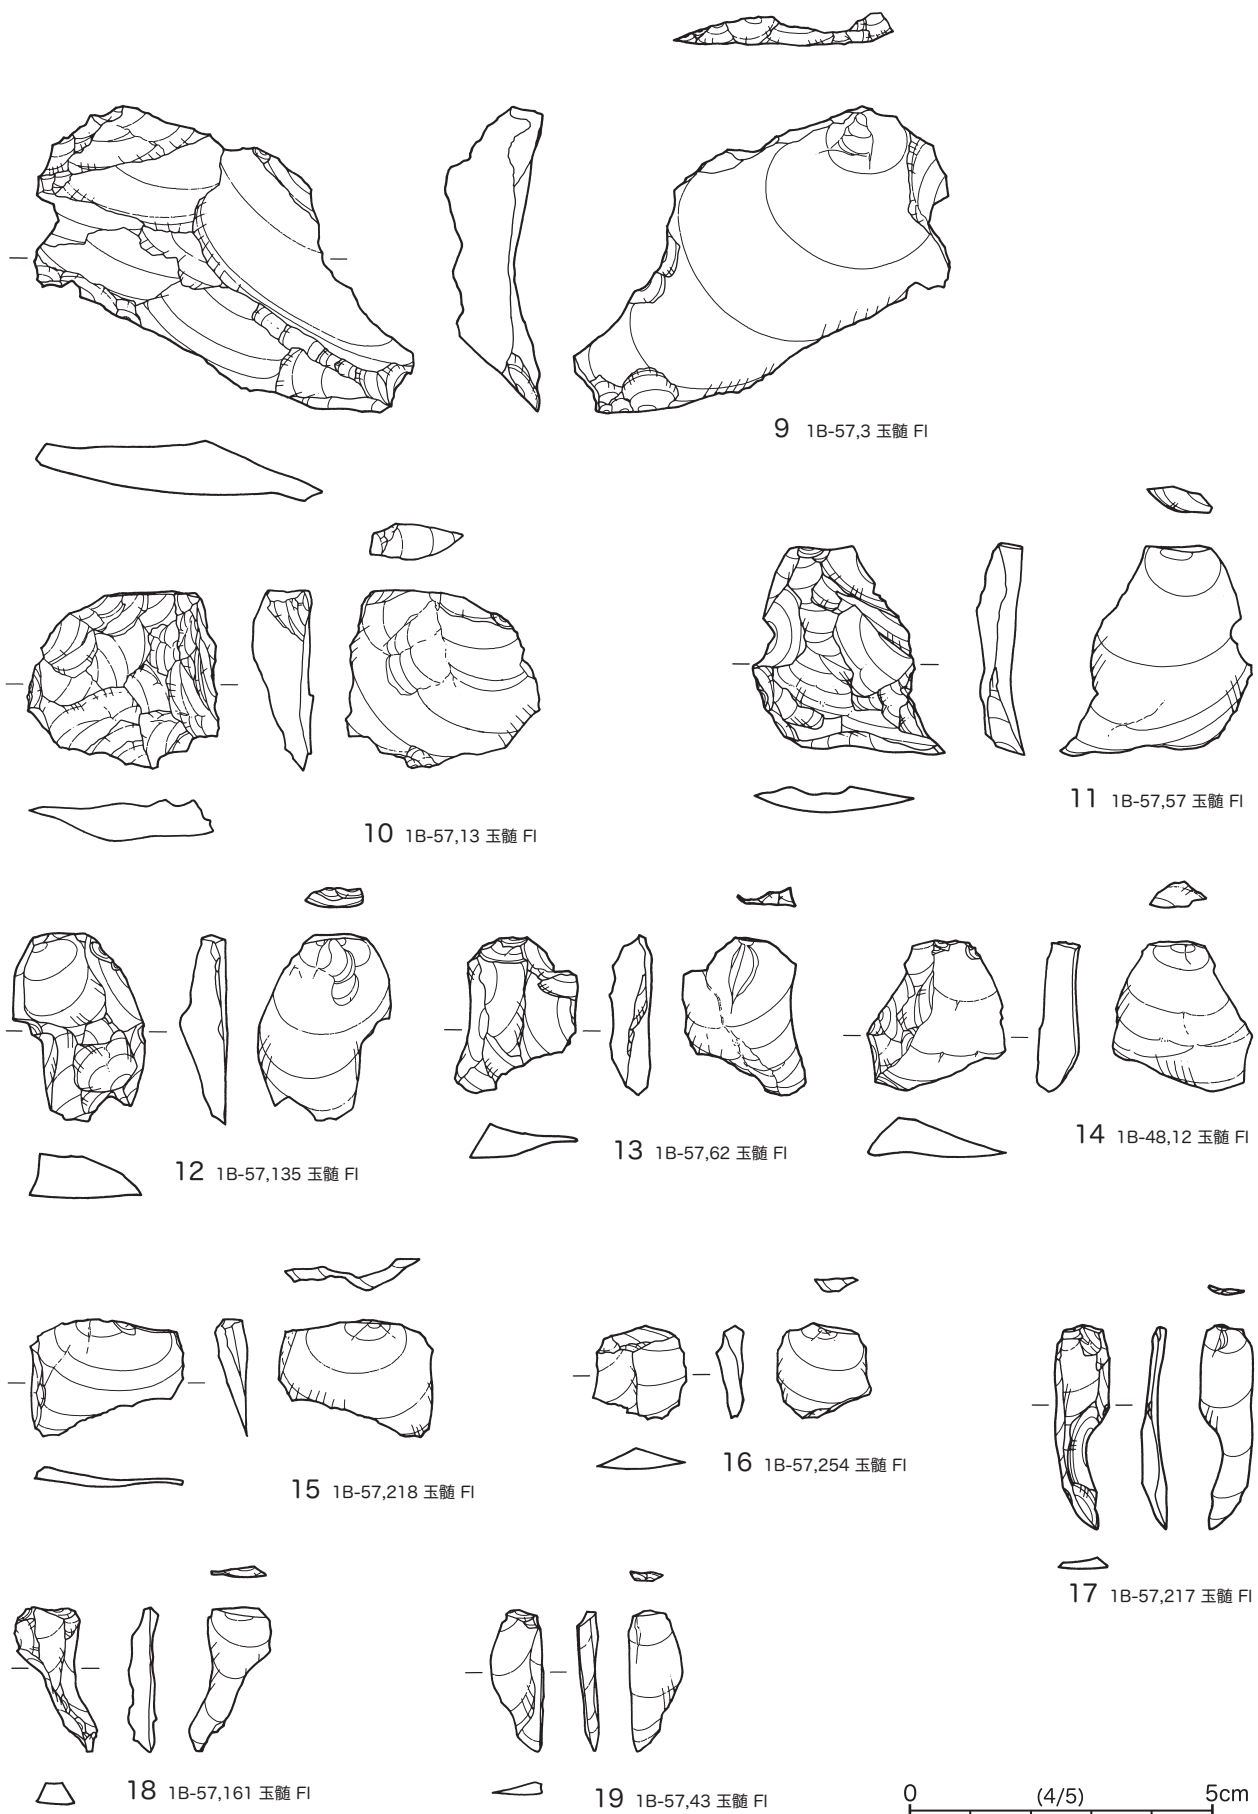 9 1B-57,3 玉髄 Fl
10 1B-57,13 玉髄 Fl
11 1B-57,57 玉髄 Fl
12 1B-57,135 玉髄 Fl
13 1B-57,62 玉髄 Fl
14 1B-48,12 玉髄 Fl
15 1B-57,218 玉髄 Fl
16 1B-57,254 玉髄 Fl
17 1B-57,217 玉髄 Fl
18 1B-57,161 玉髄 Fl
19 1B-57,43 玉髄 Fl
0 (4/5) 5cm